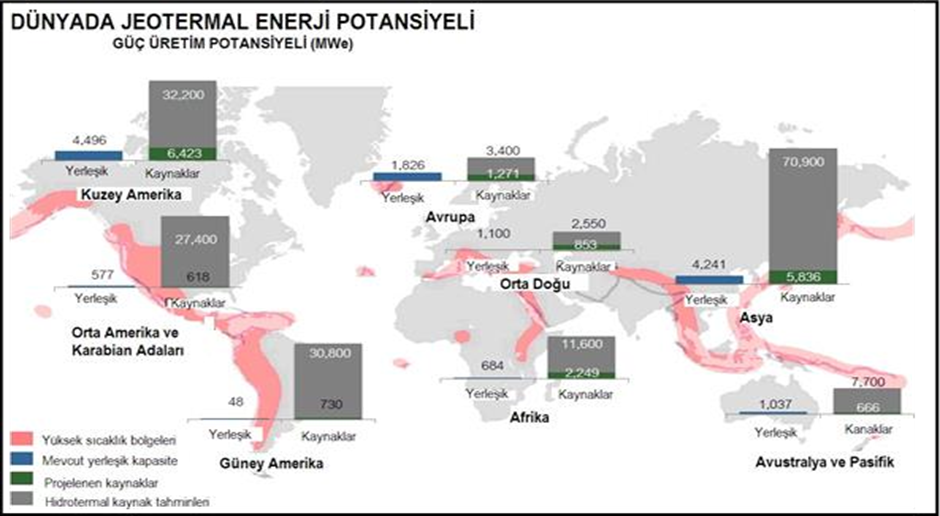 DÜNYADA JEOTERMAL ENERJİ POTANSİYELİ
GÜÇ ÜRETİM POTANSİYELİ (MWe)
32,200
4,496
6,423
Yerleşik
Kaynaklar
Kuzey Amerika
1,826
3,400
1,271
Yerleşik
Kaynaklar
Avrupa
70,900
4,241
5,836
Yerleşik
Kaynaklar
Asya
27,400
577
618
Yerleşik
Kaynaklar
Orta Amerika ve
Karabian Adaları
1,100
2,550
853
Yerleşik
Kaynaklar
Orta Doğu
30,800
48
730
Yerleşik
Kaynaklar
Güney Amerika
11,600
684
2,249
Yerleşik
Kaynaklar
Afrika
7,700
1,037
666
Yerleşik
Kanaklar
Avustralya ve Pasifik
Yüksek sıcaklık bölgeleri
Mevcut yerleşik kapasite
Projelenen kaynaklar
Hidrotermal kaynak tahminleri